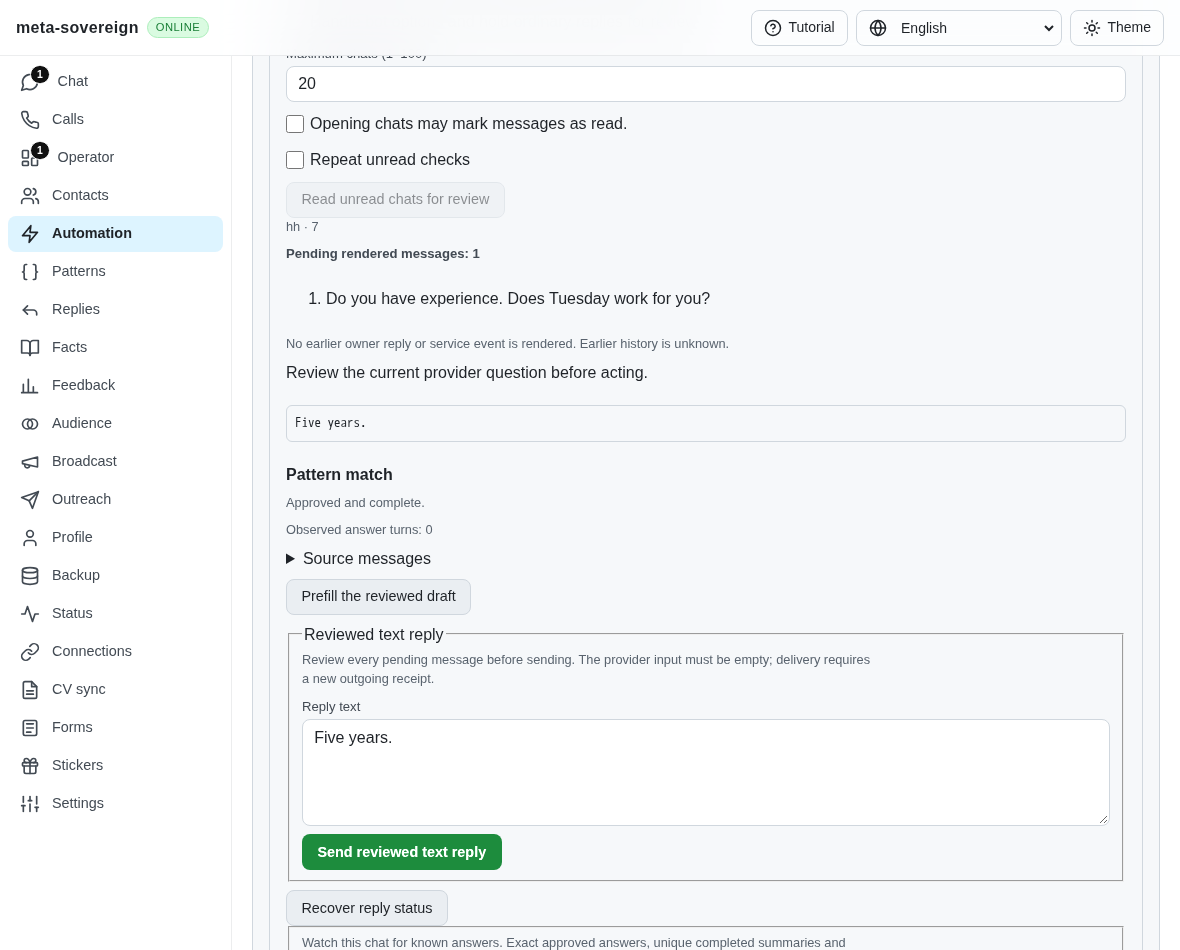 meta-sovereign
ONLINE
Tutorial
English
Theme
1
Chat
Calls
1
Operator
Contacts
Automation
Patterns
Replies
Facts
Feedback
Audience
Broadcast
Outreach
Profile
Backup
Status
Connections
CV sync
Forms
Stickers
Settings
Maximum chats (1–100)
20
Opening chats may mark messages as read.
Repeat unread checks
Read unread chats for review
hh · 7
Pending rendered messages: 1
1. Do you have experience. Does Tuesday work for you?
No earlier owner reply or service event is rendered. Earlier history is unknown.
Review the current provider question before acting.
Five years.
Pattern match
Approved and complete.
Observed answer turns: 0
Source messages
Prefill the reviewed draft
Reviewed text reply
Review every pending message before sending. The provider input must be empty; delivery requires
a new outgoing receipt.
Reply text
Five years.
Send reviewed text reply
Recover reply status
Watch this chat for known answers. Exact approved answers, unique completed summaries and